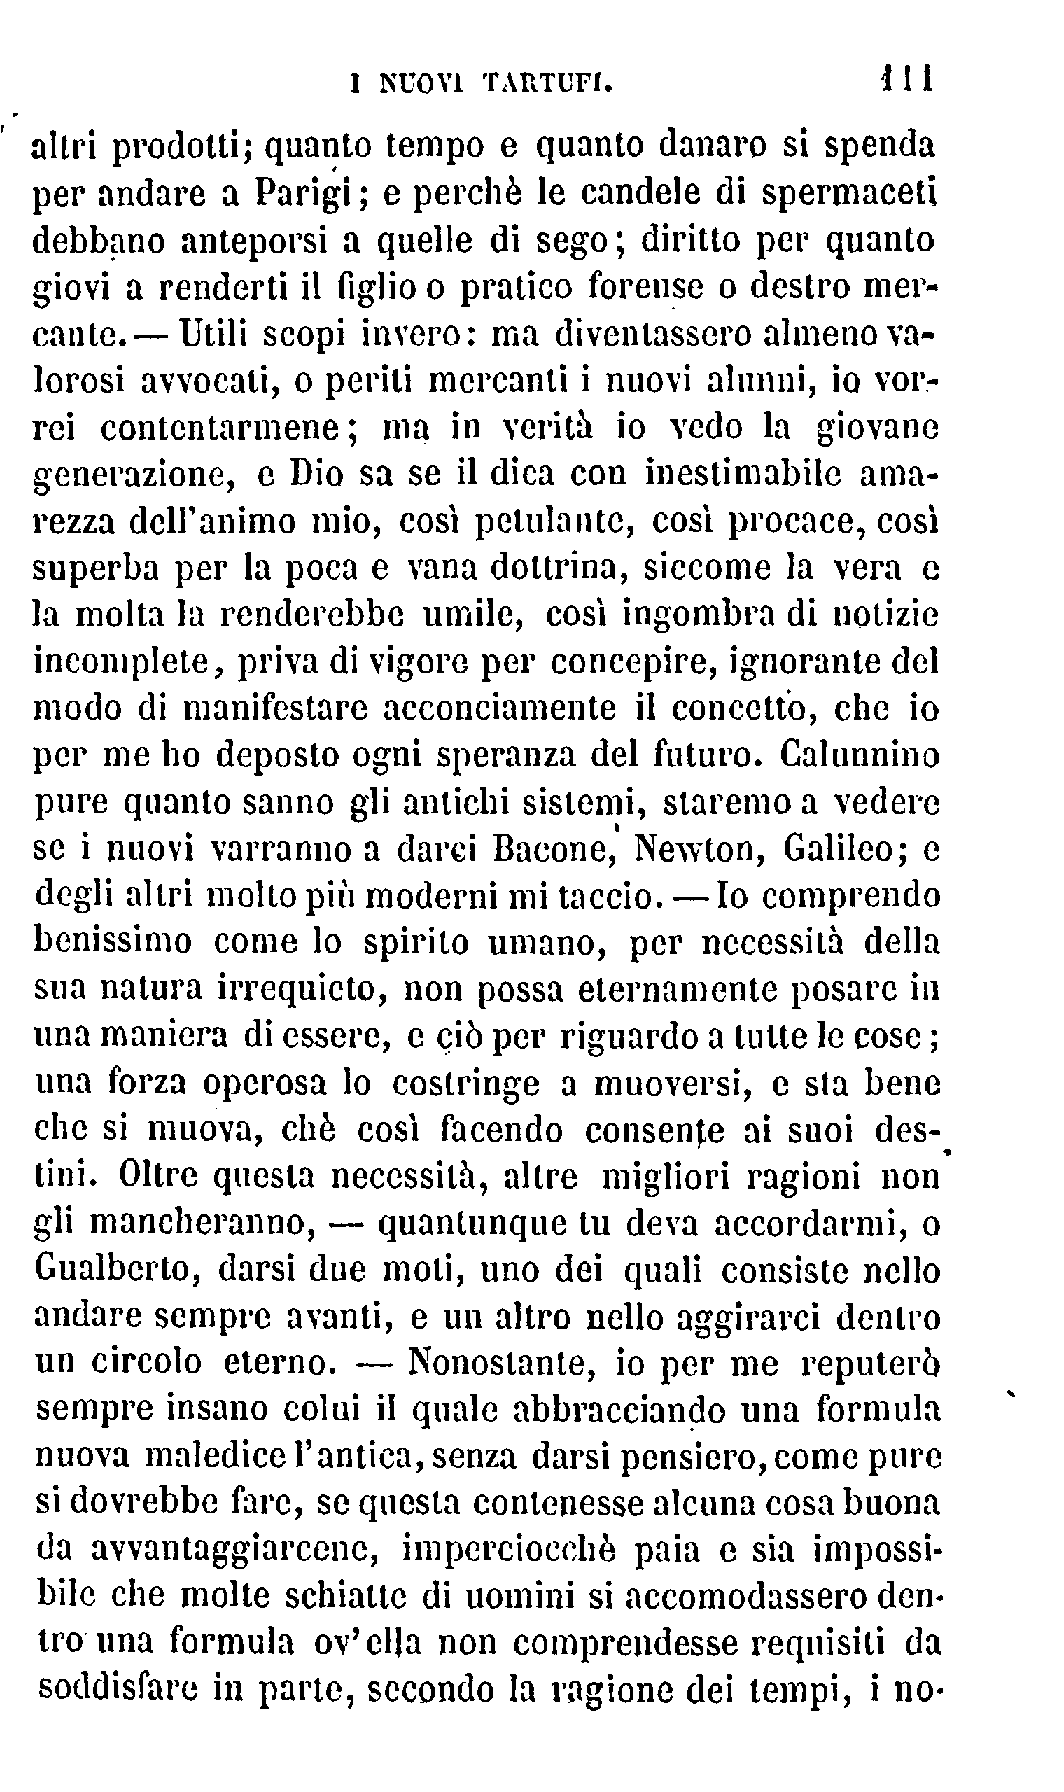 I NUOVI TARTUFI. 111
altri prodotti; quanto tempo e quanto danaro si spenda
per andare a Parigi; e perchè le candele di spermaceti
debbano anteporsi a quelle di sego; diritto per quanto
giovi a renderti il figlio o pratico forense o destro mer-
cante. — Utili scopi invero: ma diventassero almeno va-
lorosi avvocati, o periti mercanti i nuovi alunni, io vor-
rei contentarmene; ma in verità io vedo la giovane
generazione, e Dio sa se il dica con inestimabile ama-
rezza dell'animo mio, così petulante, così procace, così
superba per la poca e vana dottrina, siccome la vera e
la molta la renderebbe umile, così ingombra di notizie
incomplete, priva di vigore per concepire, ignorante del
modo di manifestare acconciamente il concetto, che io
per me ho deposto ogni speranza del futuro. Calunnino
pure quanto sanno gli antichi sistemi, staremo a vedere
se i nuovi varranno a darci Bacone, Newton, Galileo; e
degli altri molto più moderni mi taccio. — Io comprendo
benissimo come lo spirito umano, per necessità della
sua natura irrequieto, non possa eternamente posare in
una maniera di essere, e ciò per riguardo a tutte le cose;
una forza operosa lo costringe a muoversi, e sta bene
che si muova, chè così facendo consente ai suoi des-
tini. Oltre questa necessità, altre migliori ragioni non
gli mancheranno, — quantunque tu deva accordarmi, o
Gualberto, darsi due moti, uno dei quali consiste nello
andare sempre avanti, e un altro nello aggirarci dentro
un circolo eterno. — Nonostante, io per me reputerò
sempre insano colui il quale abbracciando una formula
nuova maledice l'antica, senza darsi pensiero, come pure
si dovrebbe fare, se questa contenesse alcuna cosa buona
da avvantaggiarcene, imperciocchè paia e sia impossi-
bile che molte schiatte di uomini si accomodassero den-
tro una formula ov'ella non comprendesse requisiti da
soddisfare in parte, secondo la ragione dei tempi, i no-